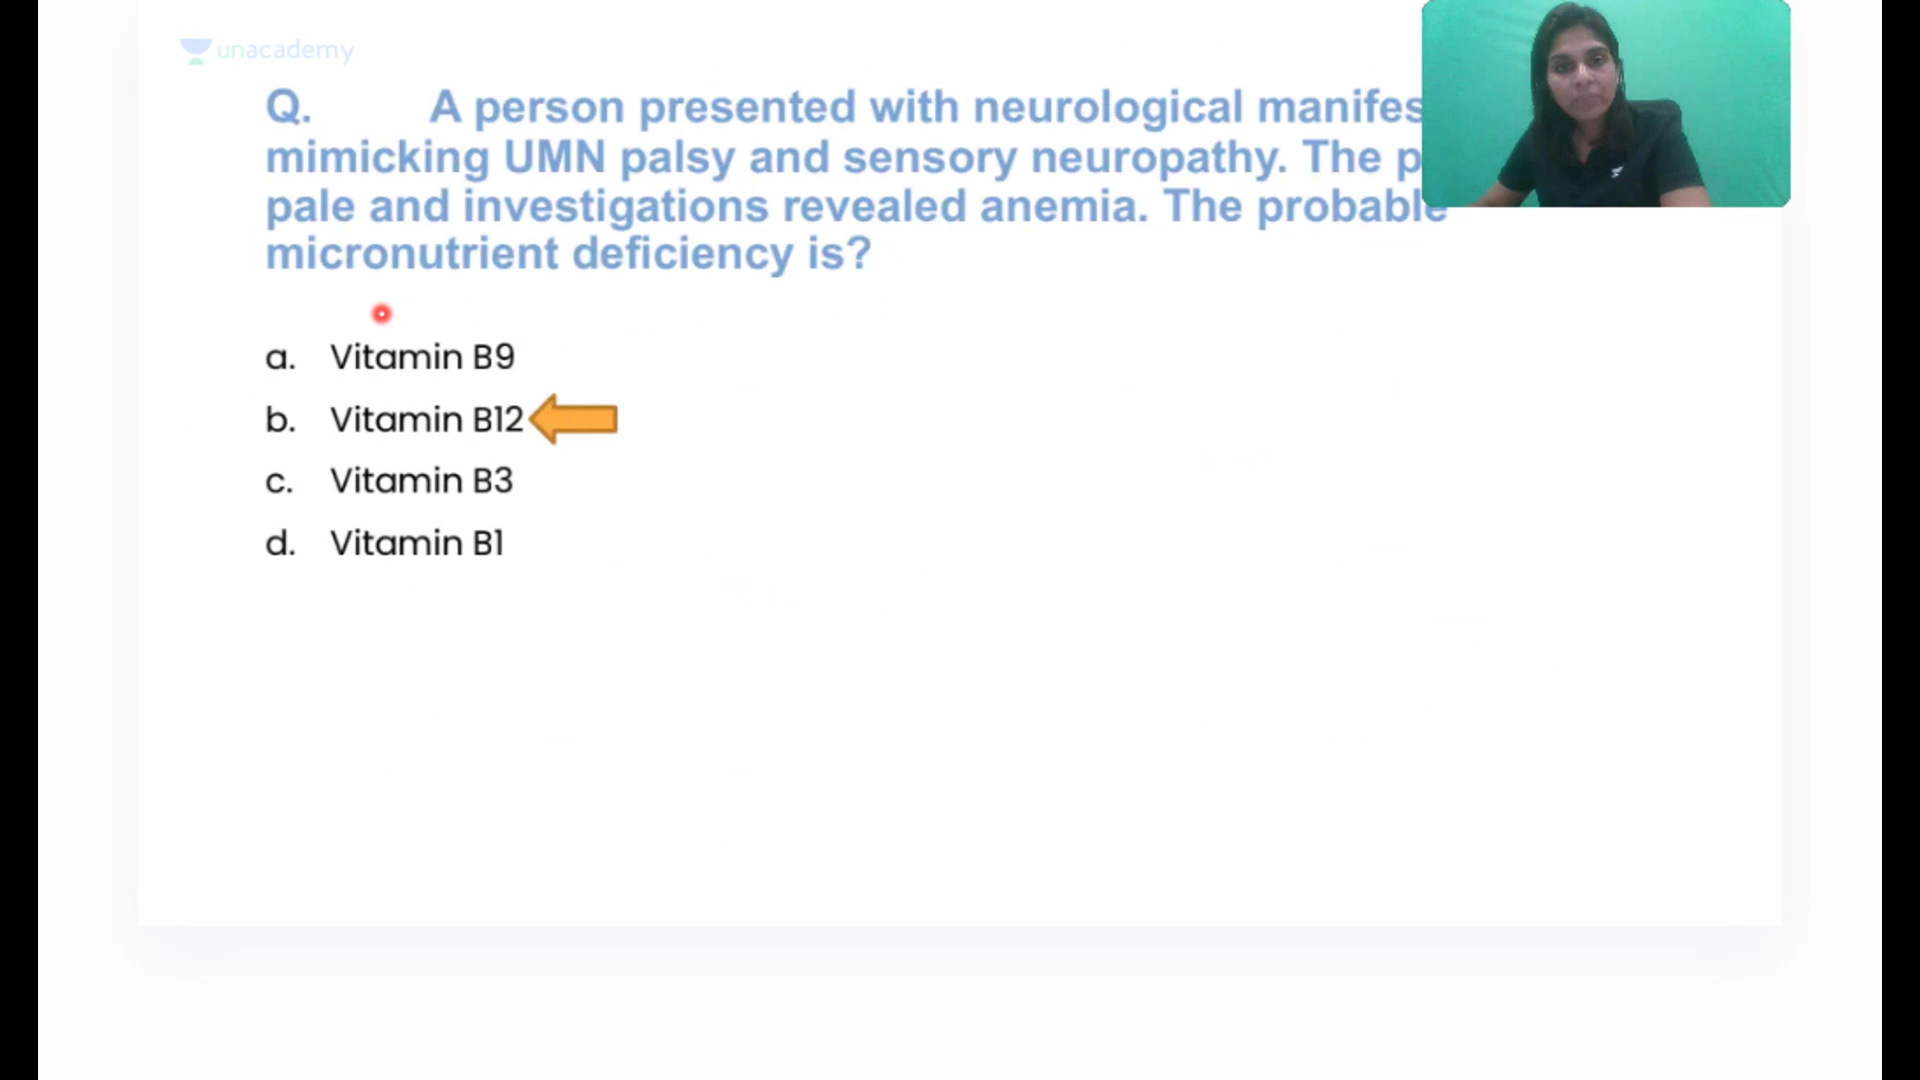 unacademy
Q. A person presented with neurological manifes
mimicking UMN palsy and sensory neuropathy. The p
pale and investigations revealed anemia. The probable
micronutrient deficiency is?
a. Vitamin B9
b. Vitamin B12
c. Vitamin B3
d. Vitamin B1